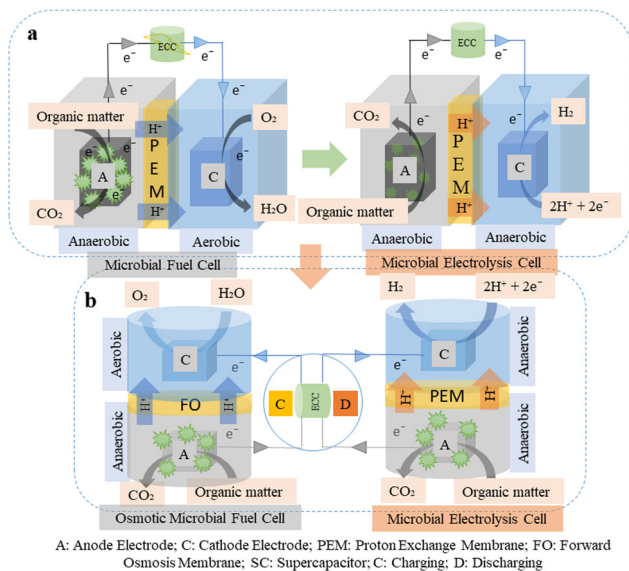 a
ECC
e⁻
e⁻
e⁻
e⁻
Organic matter
H⁺
O₂
e⁻
e⁻
A
e⁻
e⁻
PEM
C
e⁻
CO₂
H⁺
H₂O
Anaerobic
Aerobic
Microbial Fuel Cell
ECC
e⁻
e⁻
e⁻
e⁻
CO₂
H⁺
H₂
e⁻
A
PEM
C
e⁻
Organic matter
H⁺
2H⁺ + 2e⁻
Anaerobic
Anaerobic
Microbial Electrolysis Cell
b
O₂
H₂O
Aerobic
C
e⁻
H⁺
FO
H⁺
Anaerobic
e⁻
A
CO₂
Organic matter
Osmotic Microbial Fuel Cell
C
ECC
D
H₂
2H⁺ + 2e⁻
C
e⁻
Anaerobic
H⁺
PEM
H⁺
e⁻
A
Anaerobic
CO₂
Organic matter
Microbial Electrolysis Cell
A: Anode Electrode; C: Cathode Electrode; PEM: Proton Exchange Membrane; FO: Forward
Osmosis Membrane; SC: Supercapacitor; C: Charging; D: Discharging